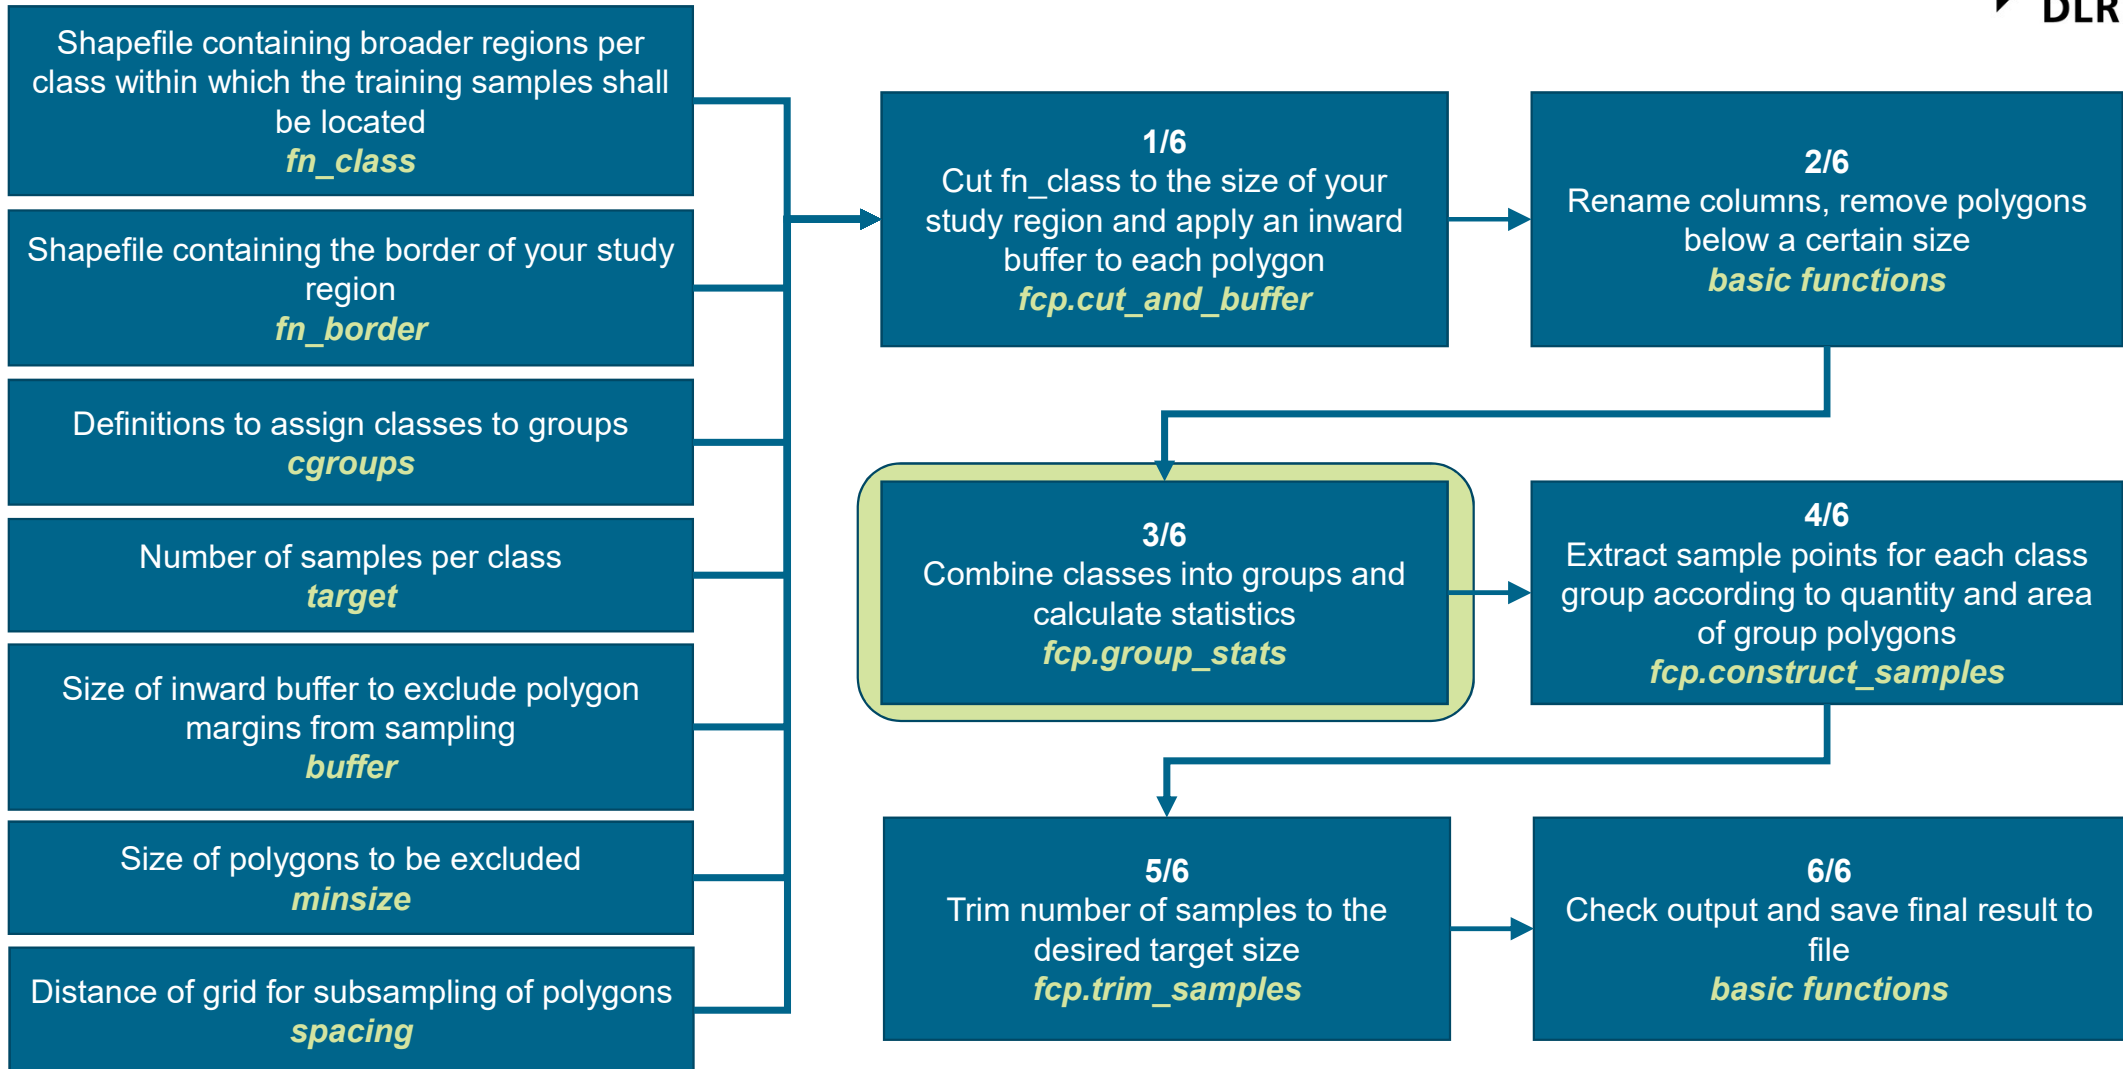 DLR
Shapefile containing broader regions per
class within which the training samples shall
be located
fn_class
Shapefile containing the border of your study
region
fn_border
Definitions to assign classes to groups
cgroups
Number of samples per class
target
Size of inward buffer to exclude polygon
margins from sampling
buffer
Size of polygons to be excluded
minsize
Distance of grid for subsampling of polygons
spacing
1/6
Cut fn_class to the size of your
study region and apply an inward
buffer to each polygon
fcp.cut_and_buffer
2/6
Rename columns, remove polygons
below a certain size
basic functions
3/6
Combine classes into groups and
calculate statistics
fcp.group_stats
4/6
Extract sample points for each class
group according to quantity and area
of group polygons
fcp.construct_samples
5/6
Trim number of samples to the
desired target size
fcp.trim_samples
6/6
Check output and save final result to
file
basic functions